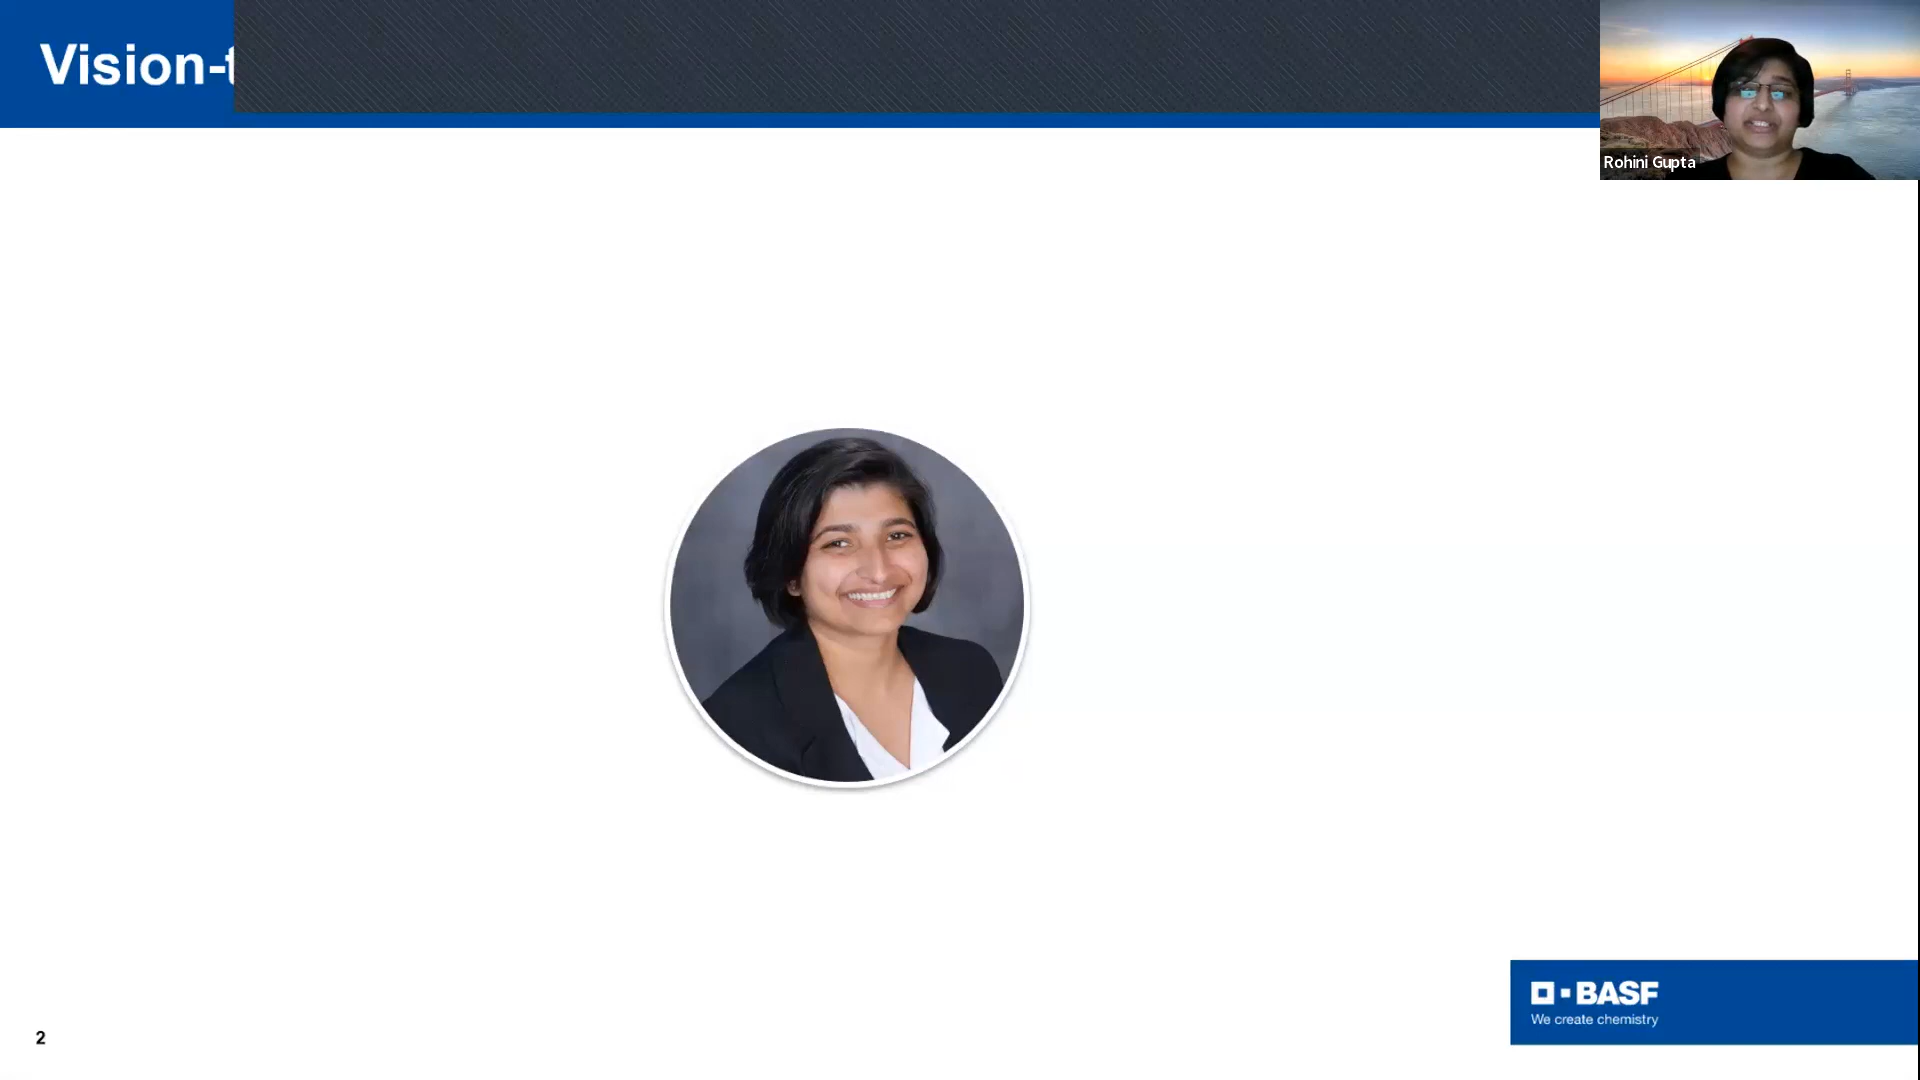 Vision-
Rohini Gupta
BASF
We create chemistry
2